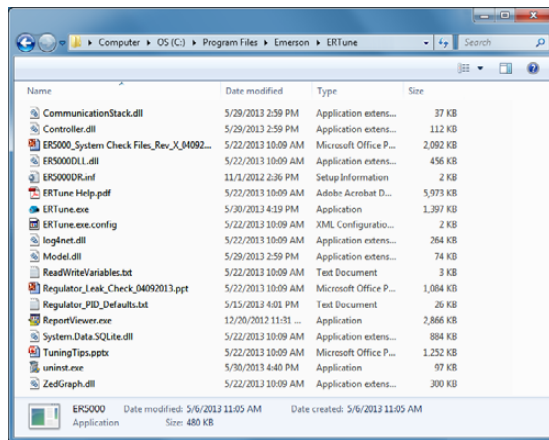 Computer ▸ OS (C:) ▸ Program Files ▸ Emerson ▸ ERTune Search
Name Date modified Type Size
CommunicationStack.dll 5/29/2013 2:59 PM Application extens... 37 KB
Controller.dll 5/29/2013 2:59 PM Application extens... 112 KB
ER5000_System Check Files_Rev_X_04092... 5/22/2013 10:09 AM Microsoft Office P... 2,092 KB
ER5000DLL.dll 5/22/2013 10:09 AM Application extens... 456 KB
ER5000DR.inf 11/1/2012 2:36 PM Setup Information 2 KB
ERTune Help.pdf 5/22/2013 10:09 AM Adobe Acrobat D... 5,973 KB
ERTune.exe 5/30/2013 4:19 PM Application 1,397 KB
ERTune.exe.config 5/22/2013 10:09 AM XML Configuratio... 2 KB
log4net.dll 5/22/2013 10:09 AM Application extens... 264 KB
Model.dll 5/29/2013 2:59 PM Application extens... 74 KB
ReadWriteVariables.txt 5/22/2013 10:09 AM Text Document 3 KB
Regulator_Leak_Check_04092013.ppt 5/22/2013 10:09 AM Microsoft Office P... 1,084 KB
Regulator_PID_Defaults.txt 5/15/2013 4:01 PM Text Document 26 KB
ReportViewer.exe 12/20/2012 11:31 ... Application 2,866 KB
System.Data.SQLite.dll 5/22/2013 10:09 AM Application extens... 884 KB
TuningTips.pptx 5/22/2013 10:09 AM Microsoft Office P... 1,252 KB
uninst.exe 5/30/2013 4:40 PM Application 97 KB
ZedGraph.dll 5/22/2013 10:09 AM Application extens... 300 KB
ER5000 Date modified: 5/6/2013 11:05 AM Date created: 5/6/2013 11:05 AM
Application Size: 480 KB